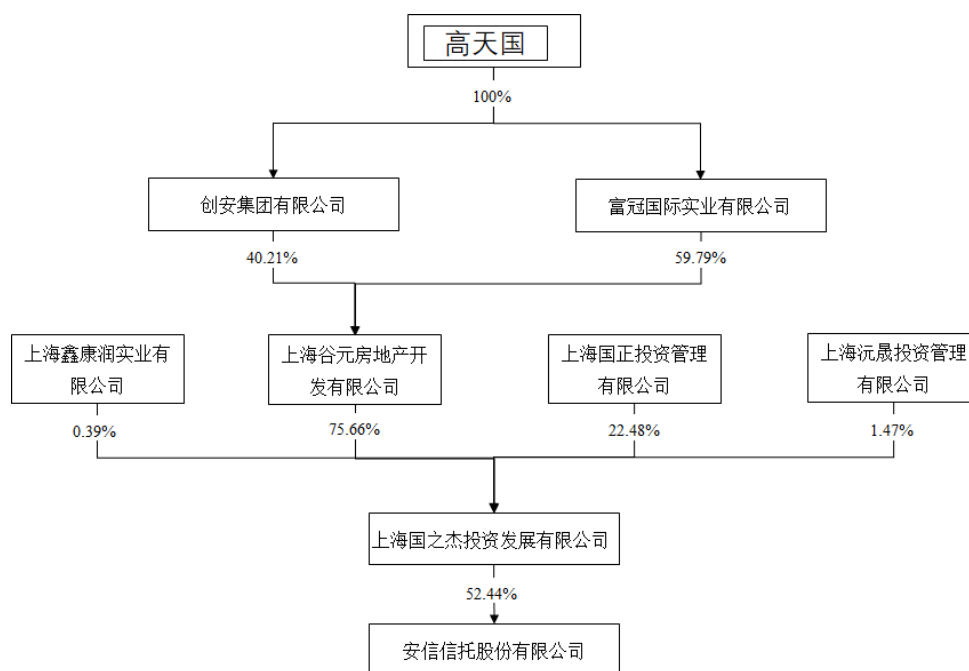 高天国
100%
创安集团有限公司
富冠国际实业有限公司
40.21%
59.79%
上海鑫康润实业有
限公司
上海谷元房地产开
发有限公司
上海国正投资管理
有限公司
上海沅晟投资管理
有限公司
0.39%
75.66%
22.48%
1.47%
上海国之杰投资发展有限公司
52.44%
安信信托股份有限公司